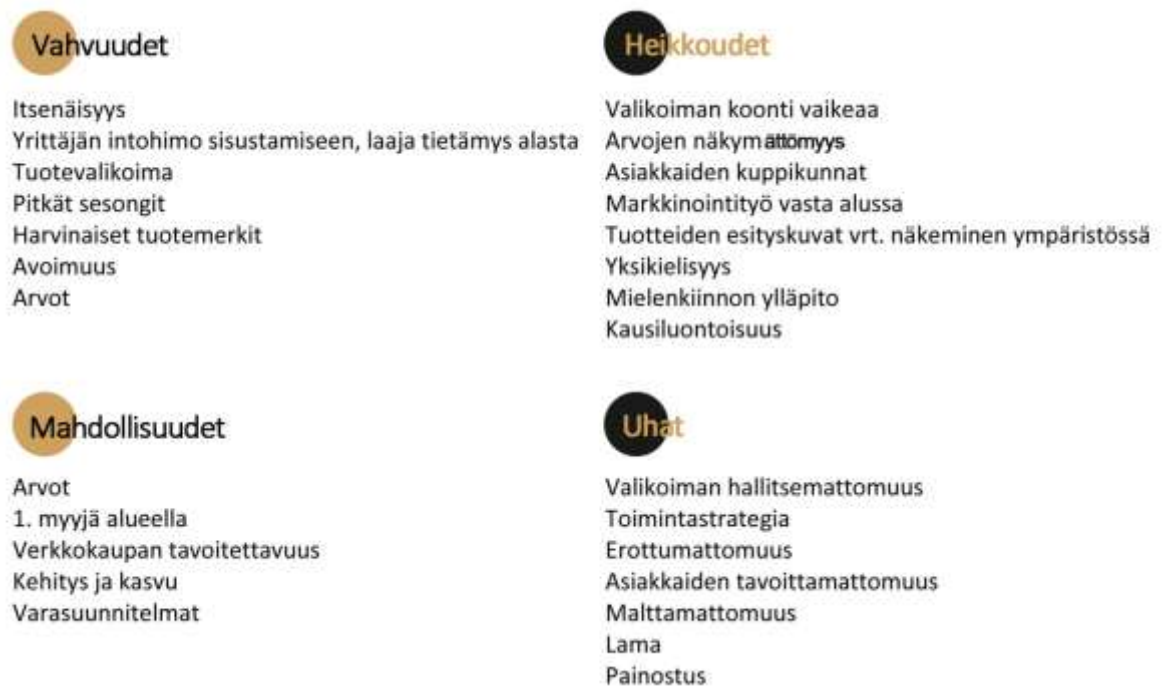 Vahvuudet
Itsenäisyys
Yrittäjän intohimo sisustamiseen, laaja tietämys alasta
Tuotevalikoima
Pitkät sesongit
Harvinaiset tuotemerkit
Avoimuus
Arvot
Heikkoudet
Valikoiman koonti vaikeaa
Arvojen näkymättömyys
Asiakkaiden kuppikunnat
Markkinointityö vasta alussa
Tuotteiden esityskuvat vrt. näkeminen ympäristössä
Yksikielisyys
Mielenkiinnon ylläpito
Kausiluontoisuus
Mahdollisuudet
Arvot
1. myyjä alueella
Verkkokaupan tavoitettavuus
Kehitys ja kasvu
Varasuunnitelmat
Uhat
Valikoiman hallitsemattomuus
Toimintastrategia
Erottumattomuus
Asiakkaiden tavoittamattomuus
Malttamattomuus
Lama
Painostus